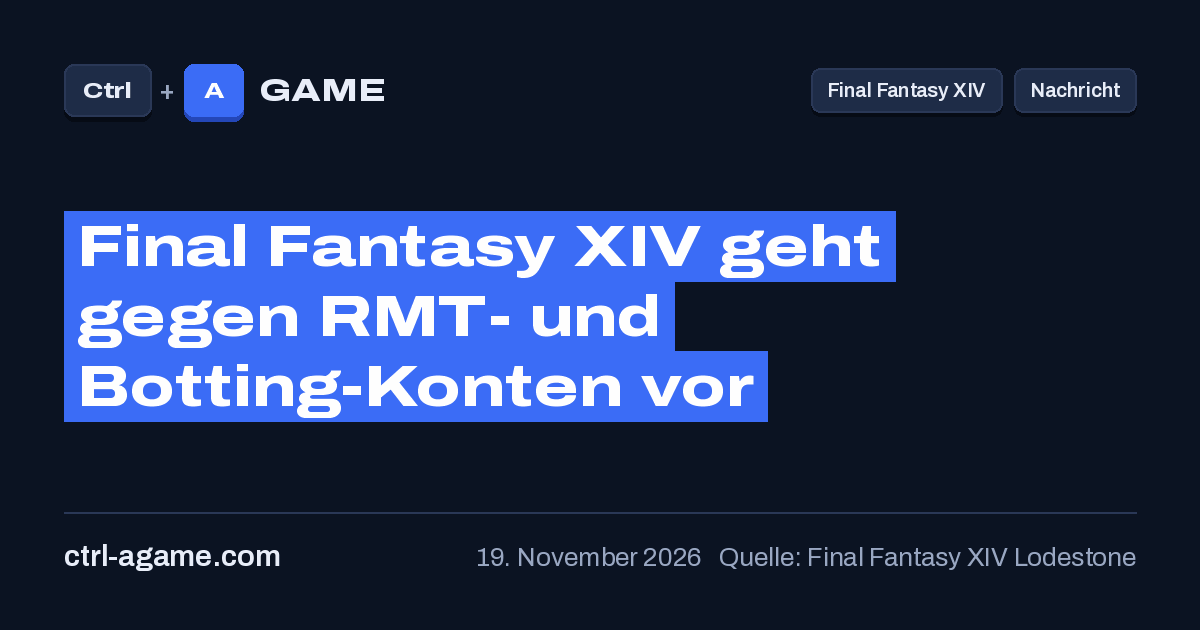 Ctrl + A GAME
Final Fantasy XIV Nachricht
Final Fantasy XIV geht
gegen RMT- und
Botting-Konten vor
ctrl-agame.com
19. November 2026 Quelle: Final Fantasy XIV Lodestone